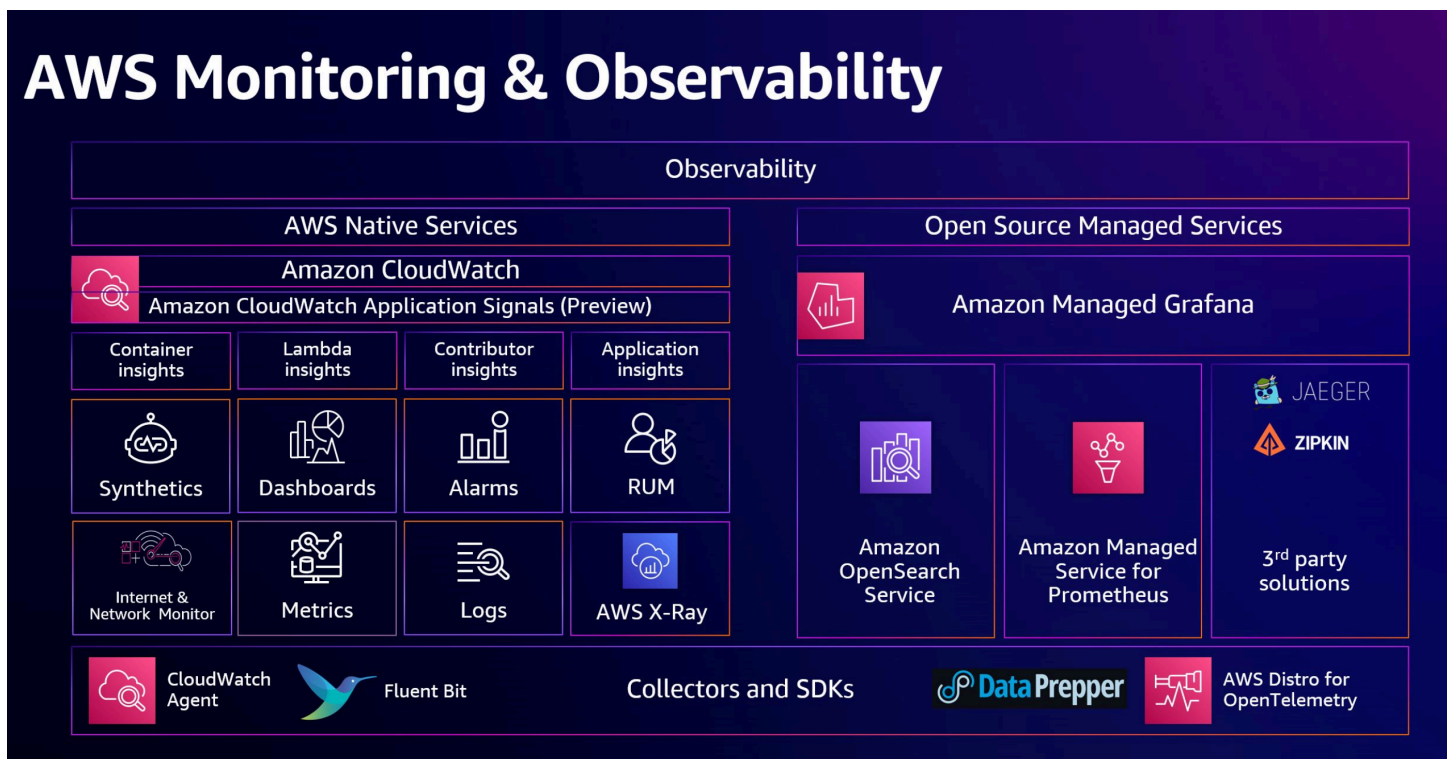 AWS Monitoring & Observability
Observability
AWS Native Services
Open Source Managed Services
Amazon CloudWatch
Amazon CloudWatch Application Signals (Preview)
Amazon Managed Grafana
Container
insights
Lambda
insights
Contributor
insights
Application
insights
Synthetics
Dashboards
Alarms
RUM
Internet &
Network Monitor
Metrics
Logs
AWS X-Ray
Amazon
OpenSearch
Service
Amazon Managed
Service for
Prometheus
JAEGER
ZIPKIN
3rd party
solutions
CloudWatch
Agent
Fluent Bit
Collectors and SDKs
Data Prepper
AWS Distro for
OpenTelemetry